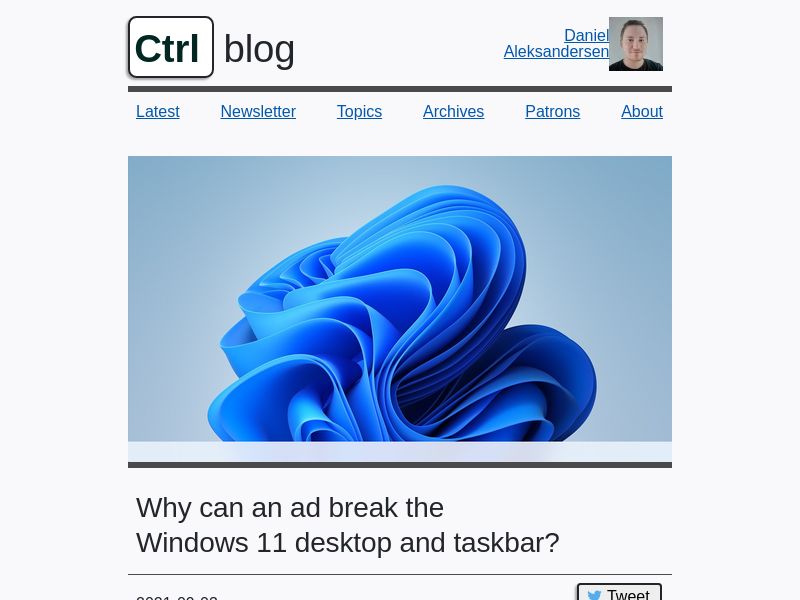 Ctrl blog
Daniel
Aleksandersen
Latest Newsletter Topics Archives Patrons About
Why can an ad break the
Windows 11 desktop and taskbar?
Tweet